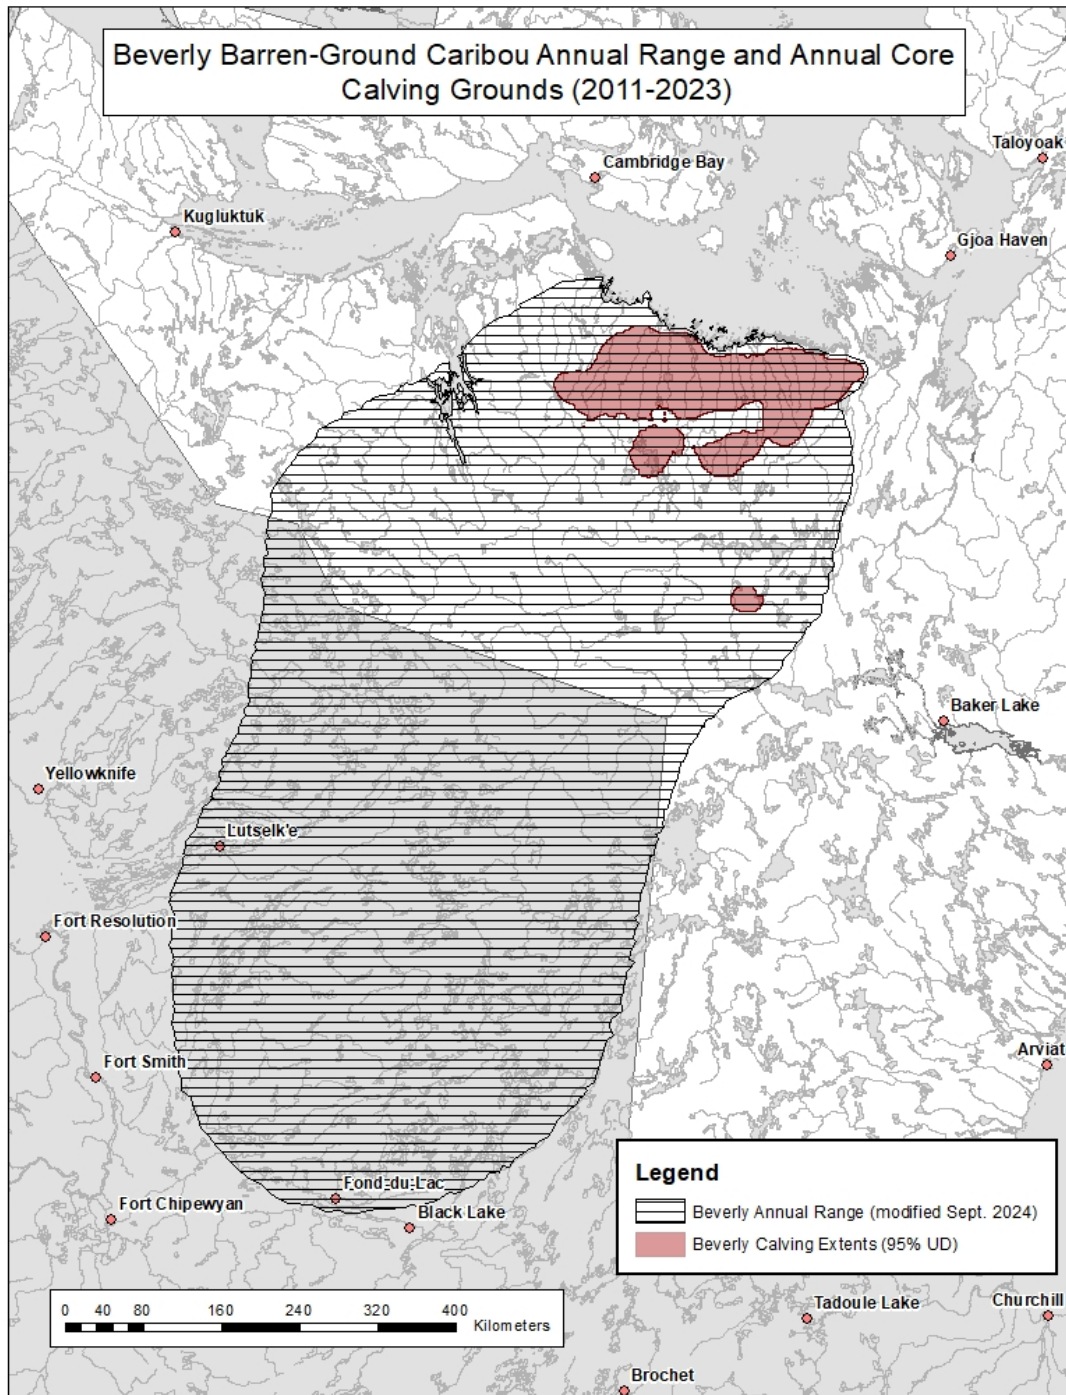 Beverly Barren-Ground Caribou Annual Range and Annual Core
Calving Grounds (2011-2023)
Taloyoak
Cambridge Bay
Kugluktuk
Gjoa Haven
Baker Lake
Yellowknife
Lutselk'e
Fort Resolution
Arviat
Fort Smith
Fond-du-Lac
Fort Chipewyan
Black Lake
Legend
Beverly Annual Range (modified Sept. 2024)
Beverly Calving Extents (95% UD)
0 40 80 160 240 320 400
Kilometers
Tadoule Lake
Churchill
Brochet